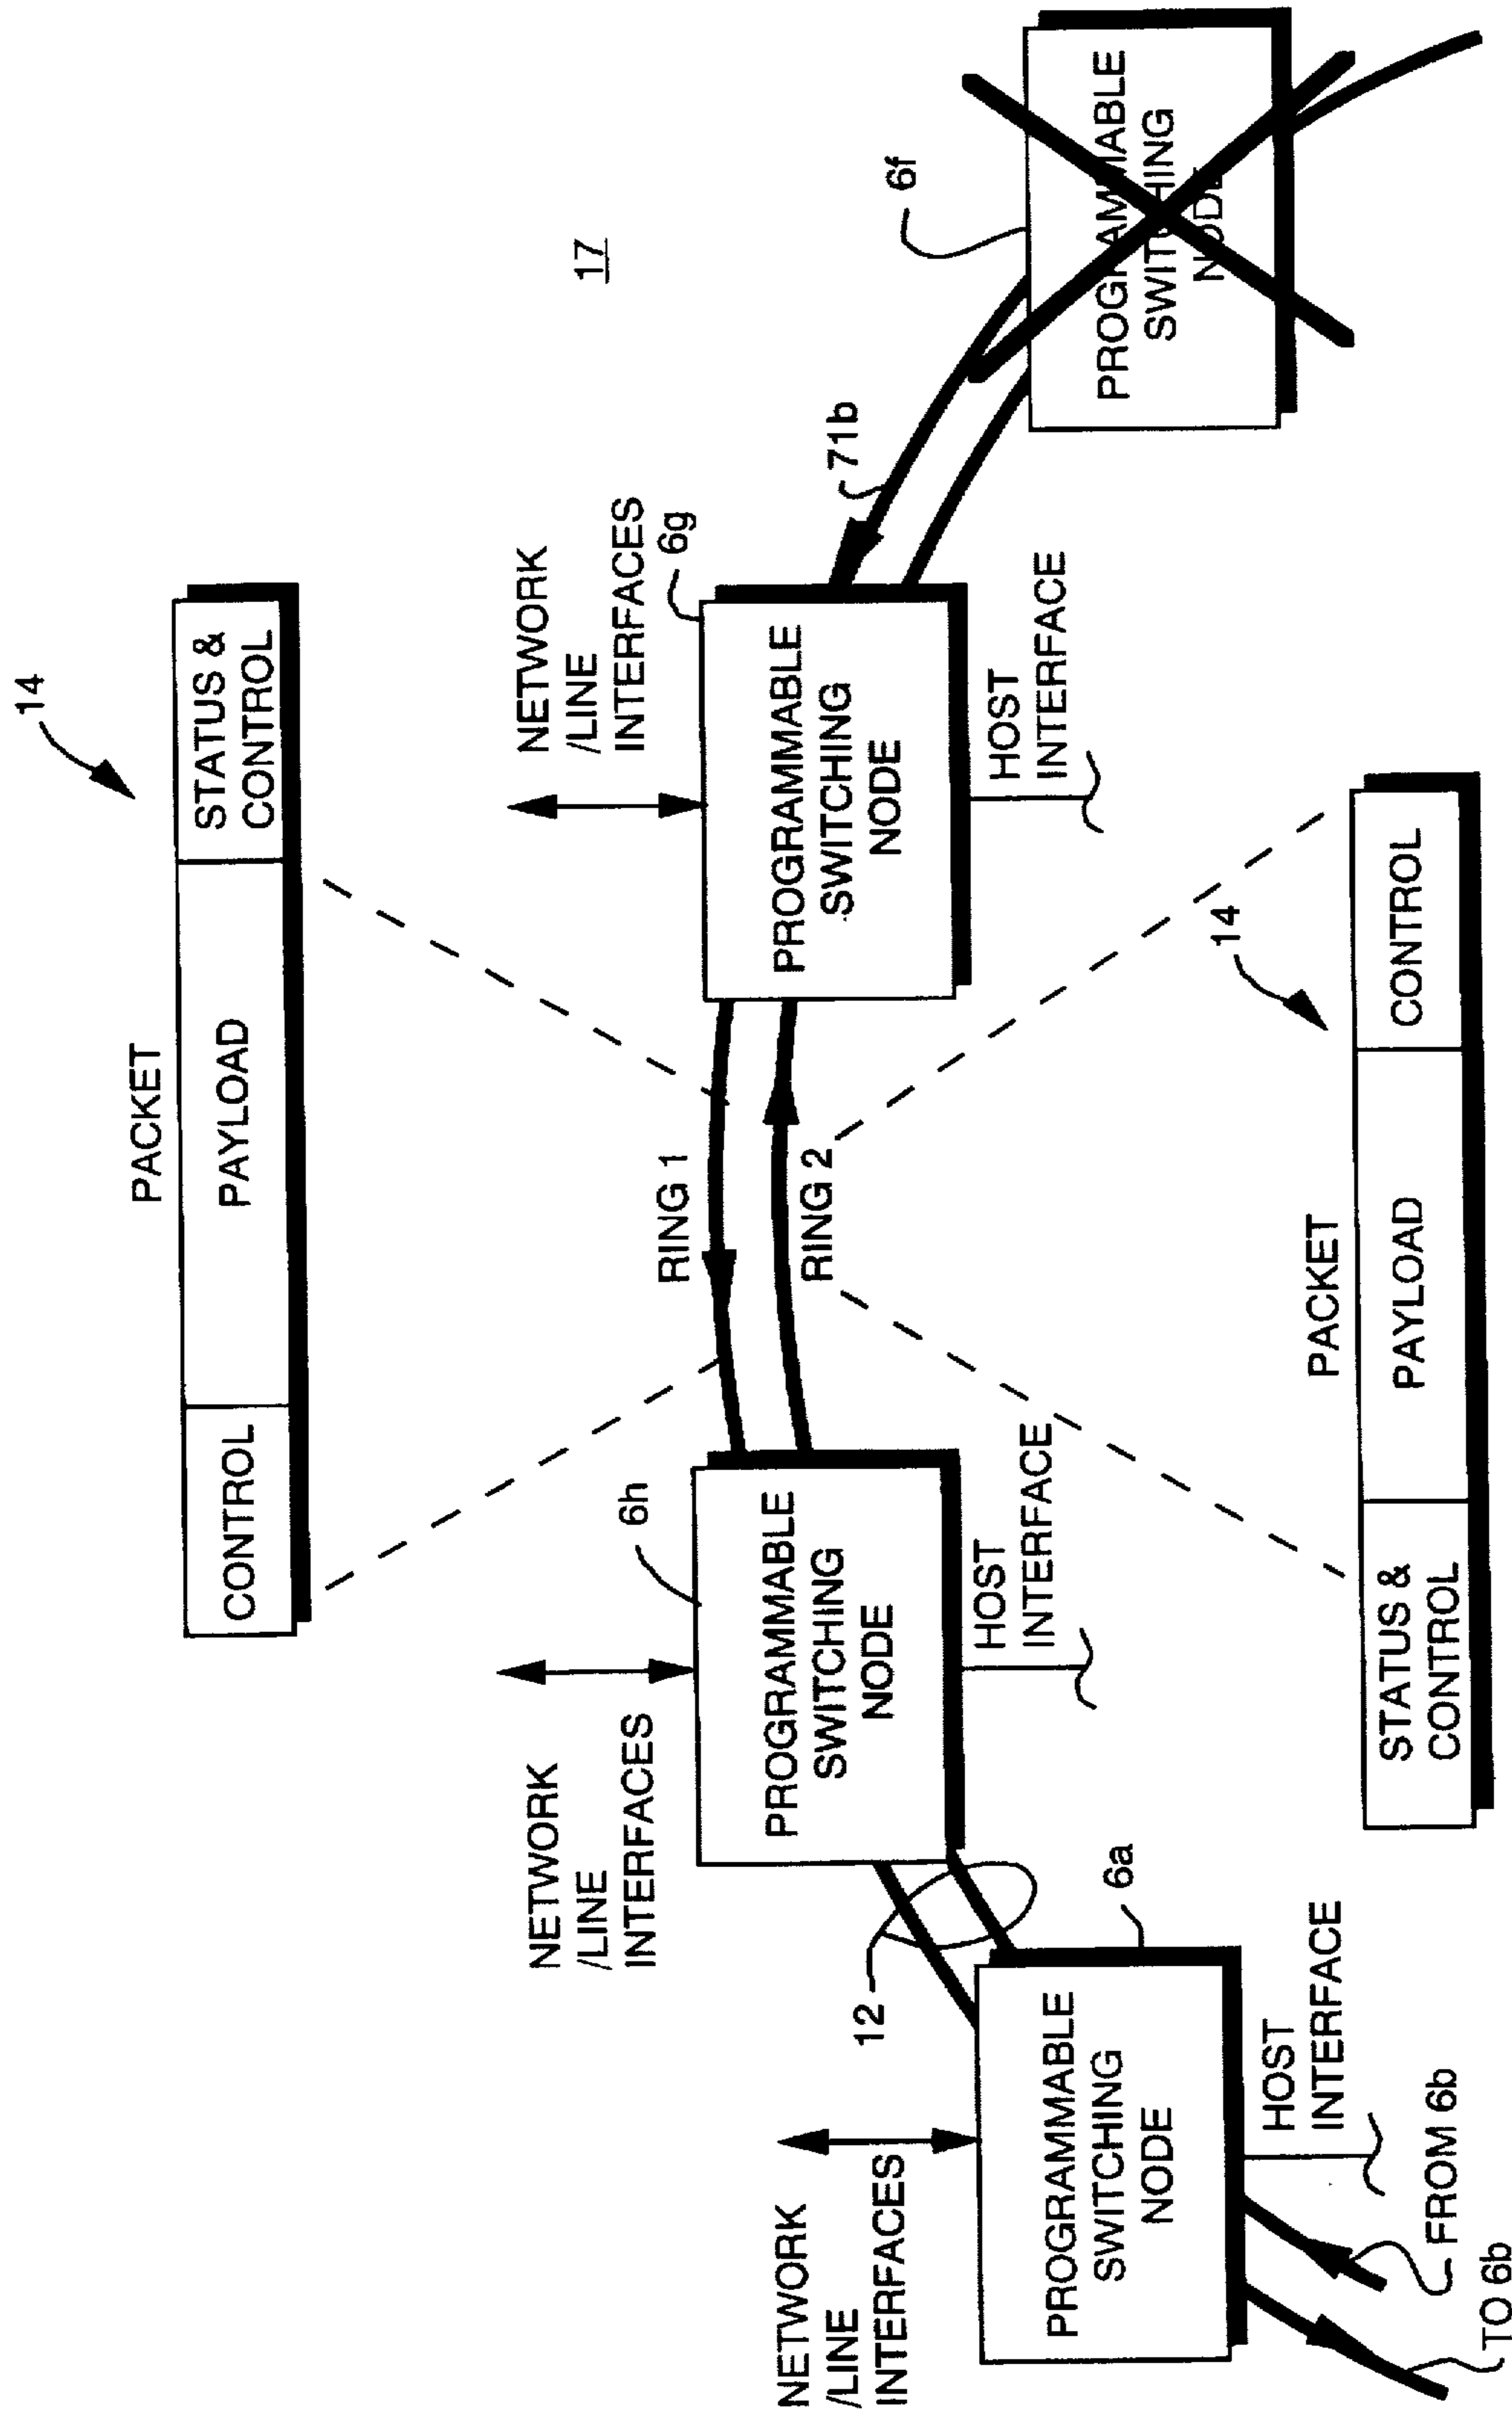 14
PACKET
CONTROL
PAYLOAD
STATUS &
CONTROL
17
NETWORK
/LINE
INTERFACES
6g
NETWORK
/LINE
INTERFACES
6h
RING 1
RING 2
71b
6f
PROGRAMMABLE
SWITCHING
NODE
PROGRAMMABLE
SWITCHING
NODE
PROGRAMMABLE
SWITCHING
NODE
HOST
INTERFACE
HOST
INTERFACE
NETWORK
/LINE
INTERFACES
12
6a
PROGRAMMABLE
SWITCHING
NODE
HOST
INTERFACE
FROM 6b
TO 6b
14
PACKET
STATUS &
CONTROL
PAYLOAD
CONTROL